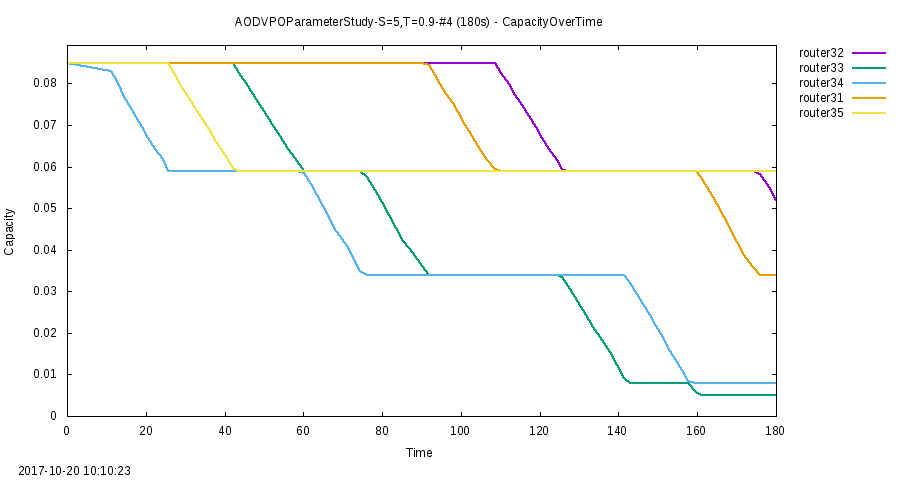 AODVPOParameterStudy-S=5,T=0.9-#4 (180s) - CapacityOverTime
router32
router33
router34
router31
router35
0.08
0.07
0.06
0.05
0.04
0.03
0.02
0.01
0
Capacity
0 20 40 60 80 100 120 140 160 180
Time
2017-10-20 10:10:23